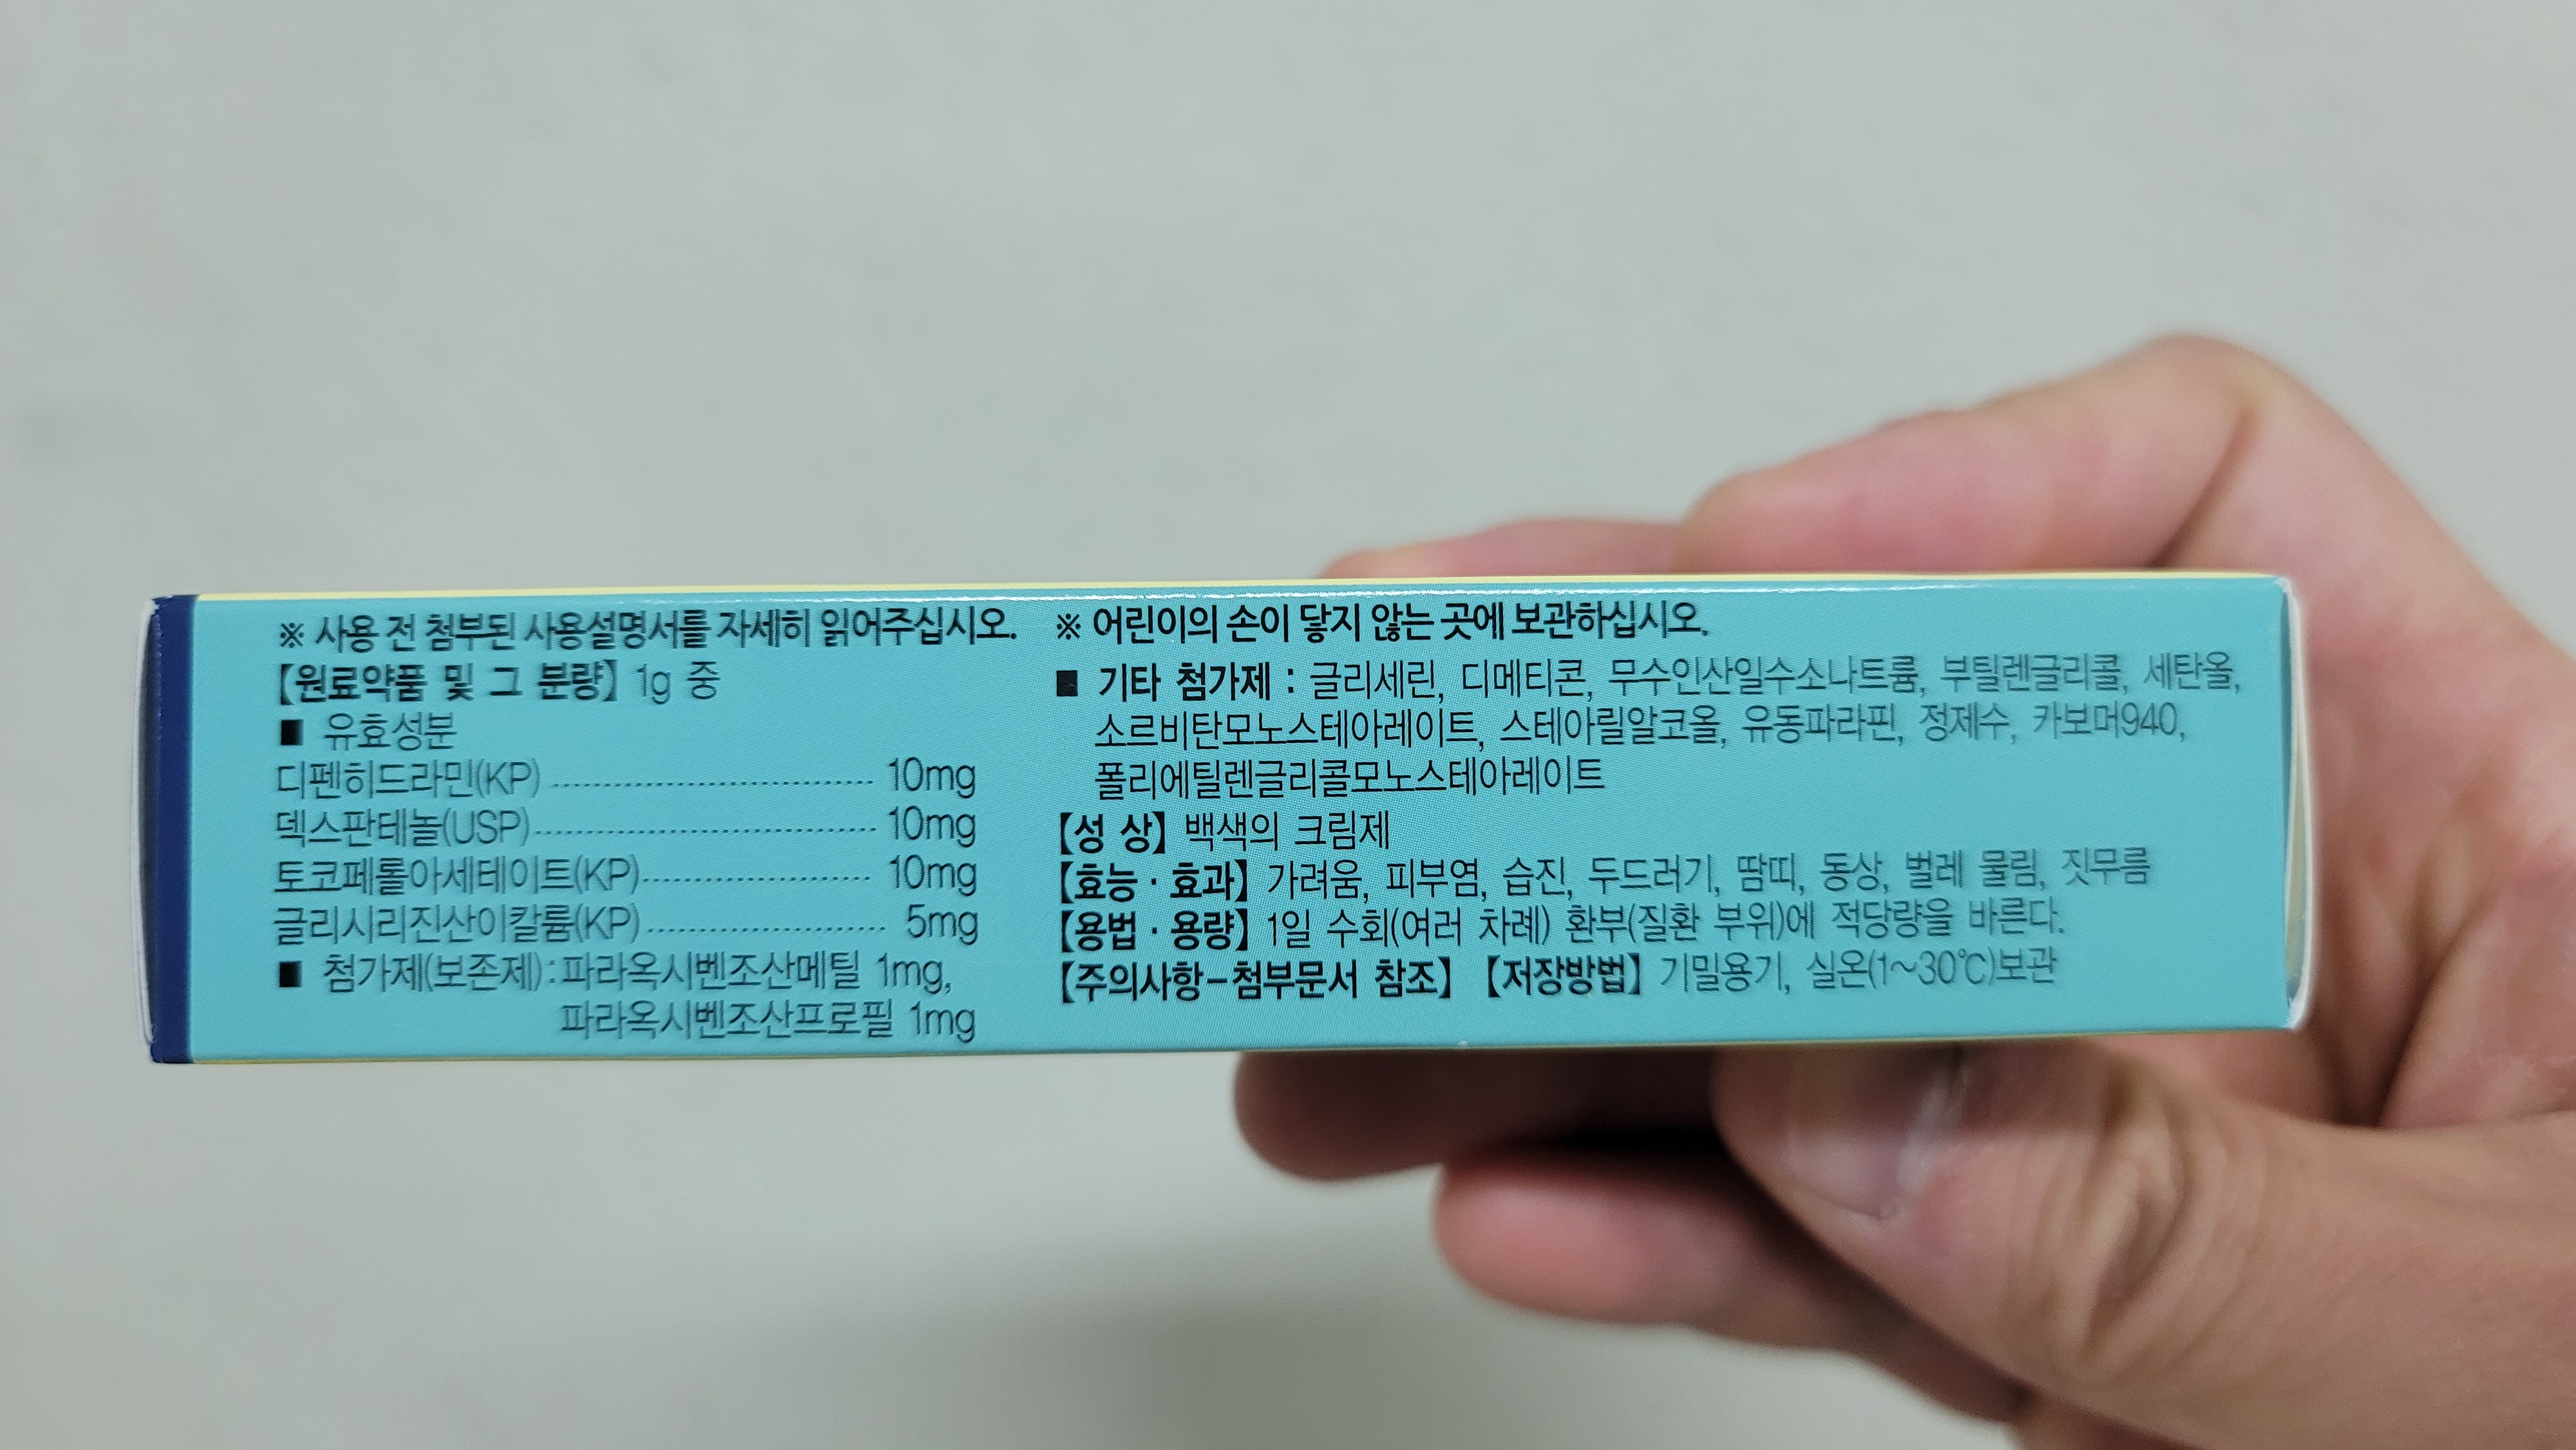 ※ 사용 전 첨부된 사용설명서를 자세히 읽어주십시오.
【원료약품 및 그 분량】 1g 중
■ 유효성분
디펜히드라민(KP) ........................ 10mg
덱스판테놀(USP) ........................ 10mg
토코페롤아세테이트(KP) ................ 10mg
글리시리진산이칼륨(KP) ................ 5mg
■ 첨가제(보존제) : 파라옥시벤조산메틸 1mg,
파라옥시벤조산프로필 1mg
※ 어린이의 손이 닿지 않는 곳에 보관하십시오.
■ 기타 첨가제 : 글리세린, 디메티콘, 무수인산일수소나트륨, 부틸렌글리콜, 세탄올,
소르비탄모노스테아레이트, 스테아릴알코올, 유동파라핀, 정제수, 카보머940,
폴리에틸렌글리콜모노스테아레이트
【성 상】 백색의 크림제
【효능 · 효과】 가려움, 피부염, 습진, 두드러기, 땀띠, 동상, 벌레 물림, 짓무름
【용법 · 용량】 1일 수회(여러 차례) 환부(질환 부위)에 적당량을 바른다.
【주의사항-첨부문서 참조】 【저장방법】 기밀용기, 실온(1~30℃)보관